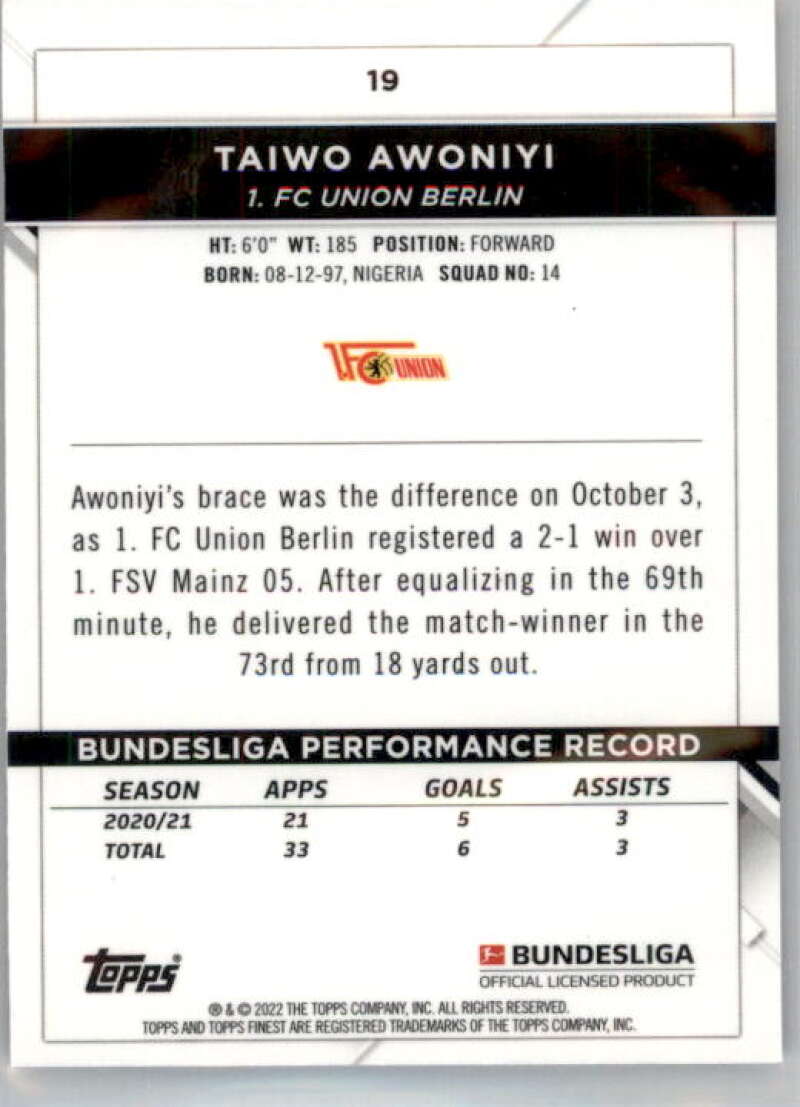 19
TAIWO AWONIYI
1. FC UNION BERLIN
HT: 6'0" WT: 185 POSITION: FORWARD
BORN: 08-12-97, NIGERIA SQUAD NO: 14
1.FC UNION
Awoniyi's brace was the difference on October 3,
as 1. FC Union Berlin registered a 2-1 win over
1. FSV Mainz 05. After equalizing in the 69th
minute, he delivered the match-winner in the
73rd from 18 yards out.
BUNDESLIGA PERFORMANCE RECORD
SEASON APPS GOALS ASSISTS
2020/21 21 5 3
TOTAL 33 6 3
Topps®
BUNDESLIGA
OFFICIAL LICENSED PRODUCT
® & © 2022 THE TOPPS COMPANY, INC. ALL RIGHTS RESERVED.
TOPPS AND TOPPS FINEST ARE REGISTERED TRADEMARKS OF THE TOPPS COMPANY, INC.